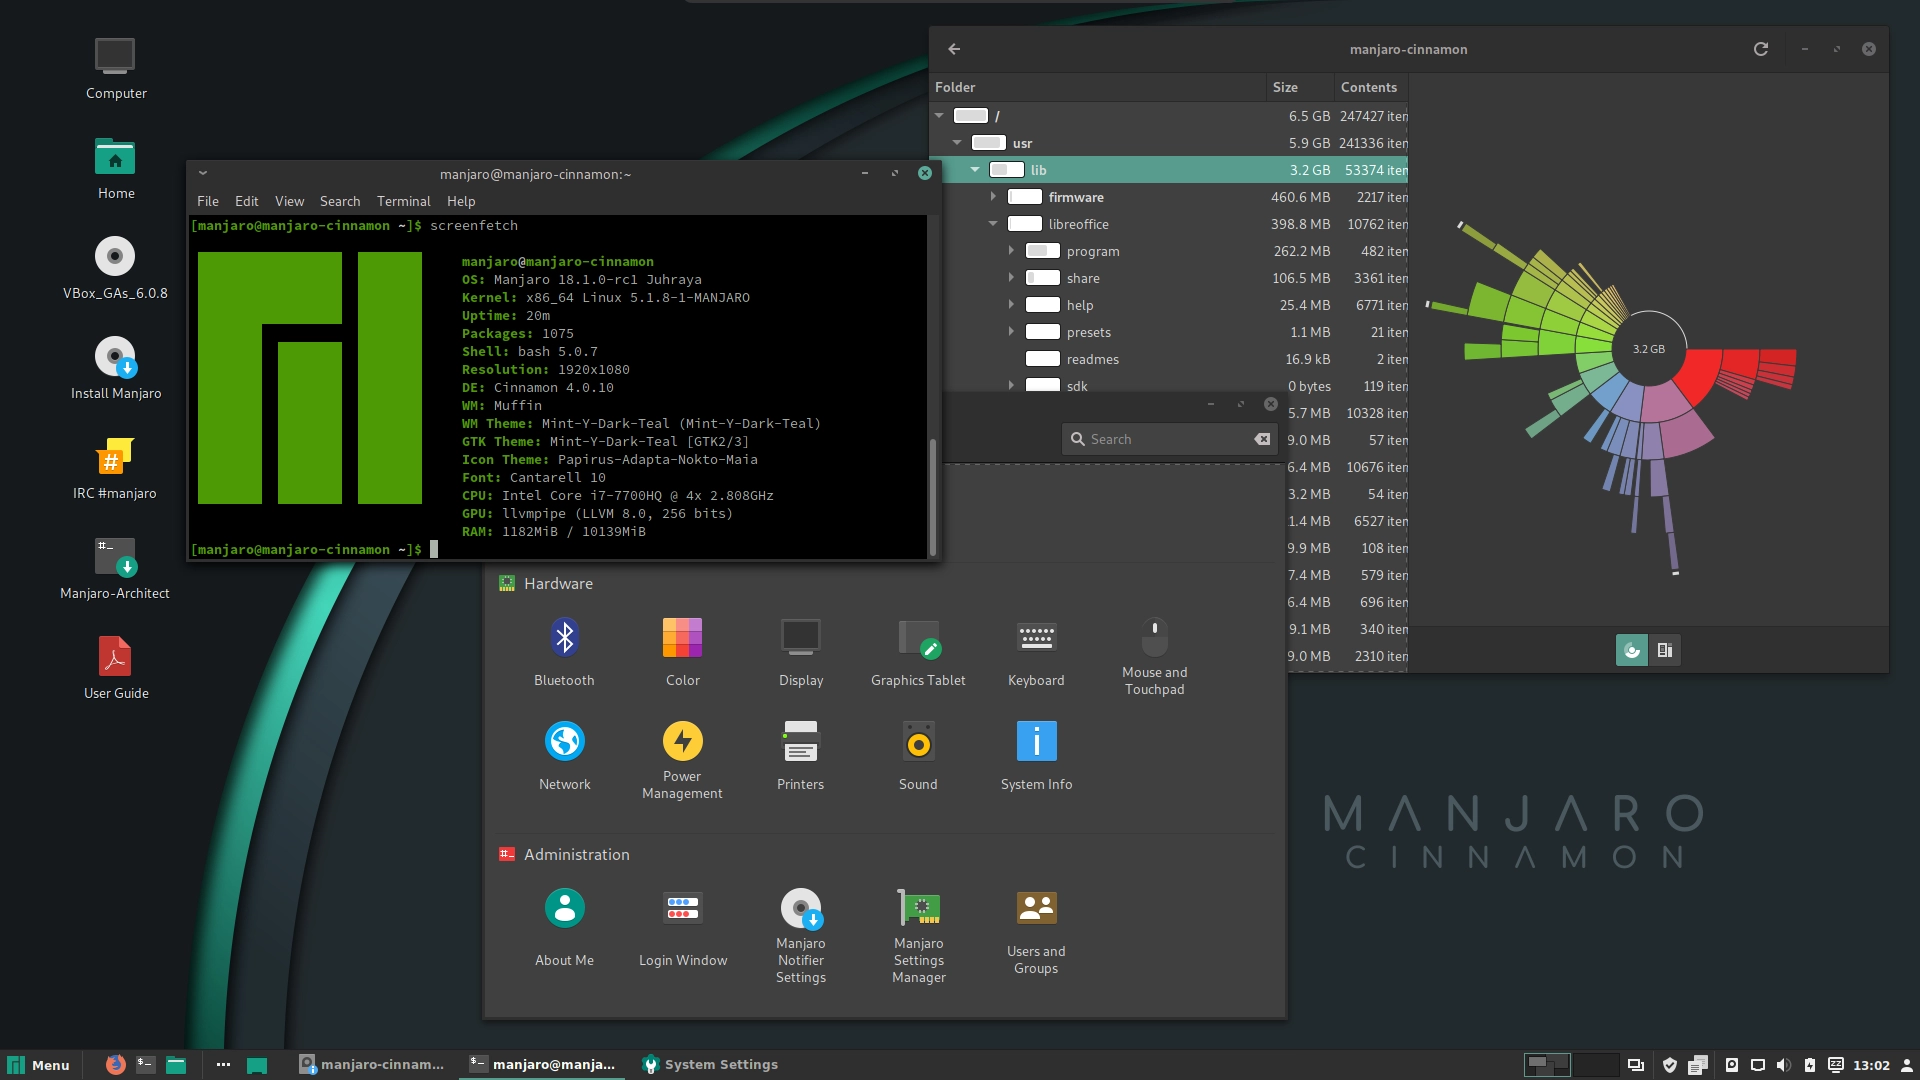 Computer
Home
VBox_GAs_6.0.8
Install Manjaro
IRC #manjaro
Manjaro-Architect
User Guide
manjaro@manjaro-cinnamon:~
File Edit View Search Terminal Help
[manjaro@manjaro-cinnamon ~]$ screenfetch
manjaro@manjaro-cinnamon
OS: Manjaro 18.1.0-rc1 Juhraya
Kernel: x86_64 Linux 5.1.8-1-MANJARO
Uptime: 20m
Packages: 1075
Shell: bash 5.0.7
Resolution: 1920x1080
DE: Cinnamon 4.0.10
WM: Muffin
WM Theme: Mint-Y-Dark-Teal (Mint-Y-Dark-Teal)
GTK Theme: Mint-Y-Dark-Teal [GTK2/3]
Icon Theme: Papirus-Adapta-Nokto-Maia
Font: Cantarell 10
CPU: Intel Core i7-7700HQ @ 4x 2.808GHz
GPU: llvmpipe (LLVM 8.0, 256 bits)
RAM: 1182MiB / 10139MiB
[manjaro@manjaro-cinnamon ~]$
manjaro-cinnamon
Folder Size Contents
/ 6.5 GB 247427 iten
usr 5.9 GB 241336 iten
lib 3.2 GB 53374 iten
firmware 460.6 MB 2217 iten
libreoffice 398.8 MB 10762 iten
program 262.2 MB 482 iten
share 106.5 MB 3361 iten
help 25.4 MB 6771 iten
presets 1.1 MB 21 iten
readmes 16.9 kB 2 iten
sdk 0 bytes 119 iten
5.7 MB 10328 iten
9.0 MB 57 iten
6.4 MB 10676 iten
3.2 MB 54 iten
1.4 MB 6527 iten
9.9 MB 108 iten
7.4 MB 579 iten
6.4 MB 696 iten
9.1 MB 340 iten
9.0 MB 2310 iten
3.2 GB
Search
Hardware
Bluetooth
Color
Display
Graphics Tablet
Keyboard
Mouse and
Touchpad
Network
Power
Management
Printers
Sound
System Info
Administration
About Me
Login Window
Manjaro
Notifier
Settings
Manjaro
Settings
Manager
Users and
Groups
MANJARO
CINNAMON
Menu
manjaro-cinnam...
manjaro@manja...
System Settings
13:02